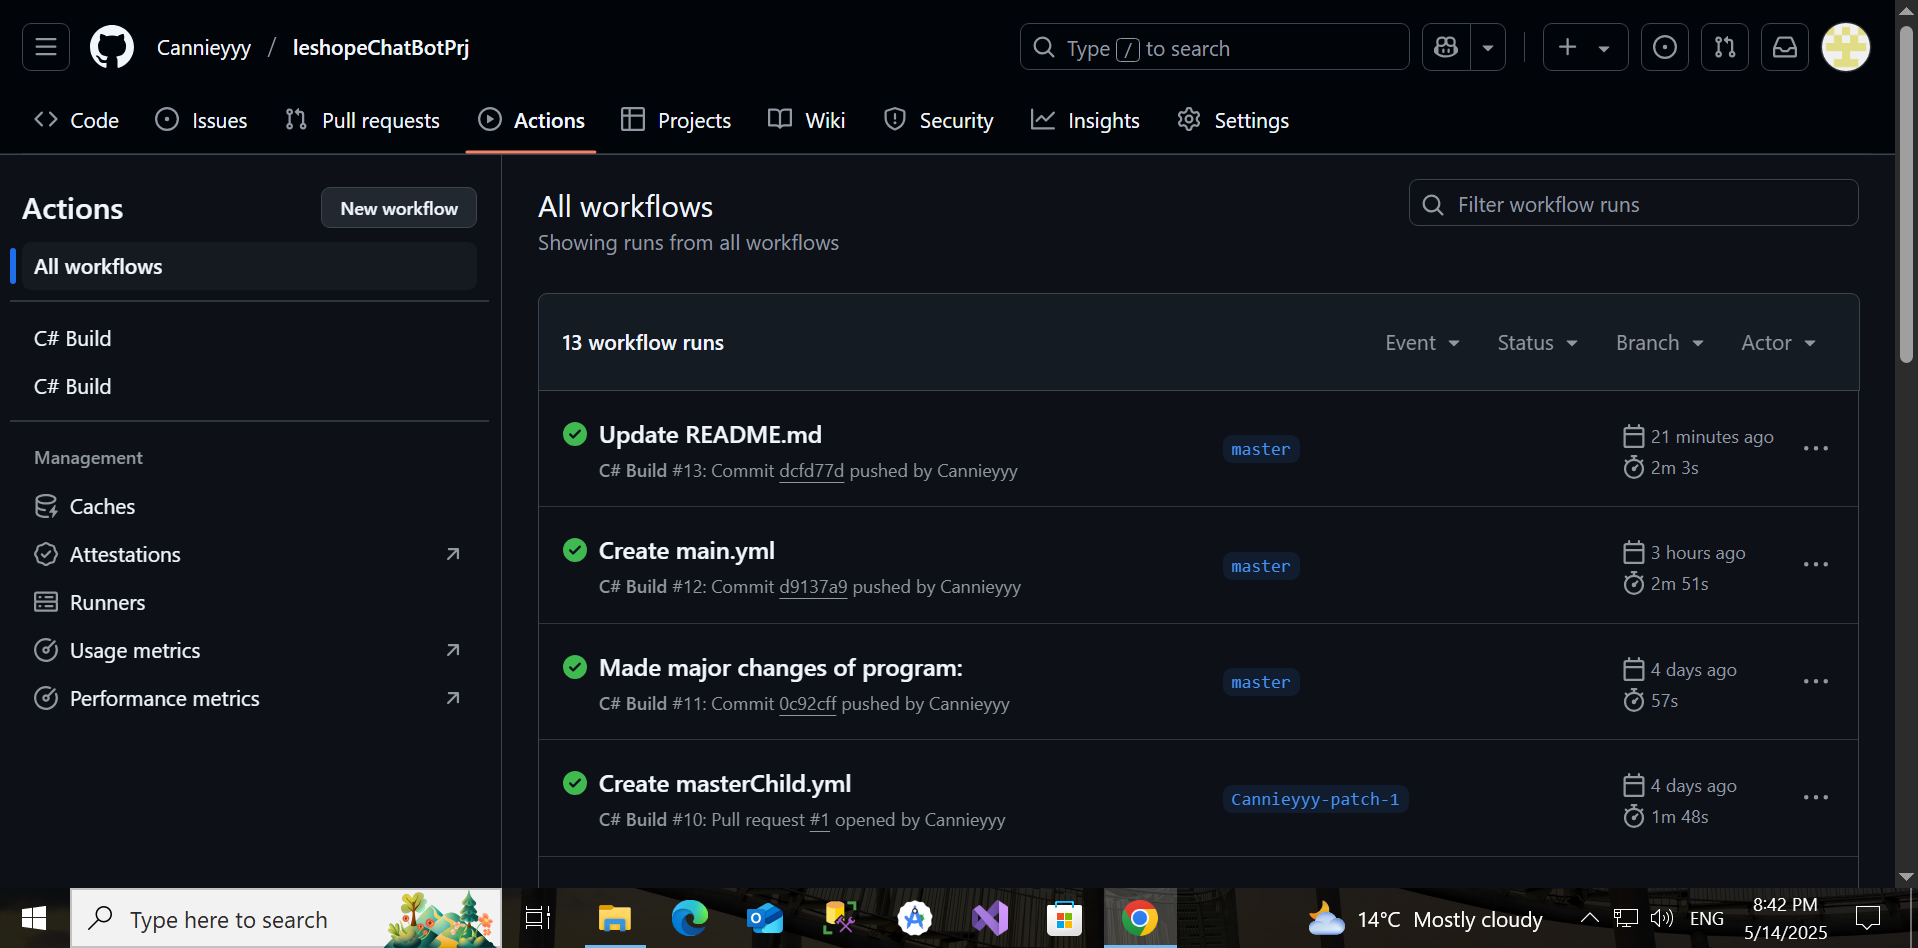 Cannieyyy / leshopeChatBotPrj
Type / to search
Code
Issues
Pull requests
Actions
Projects
Wiki
Security
Insights
Settings
Actions
New workflow
All workflows
C# Build
C# Build
Management
Caches
Attestations
Runners
Usage metrics
Performance metrics
All workflows
Showing runs from all workflows
Filter workflow runs
13 workflow runs
Event
Status
Branch
Actor
Update README.md
C# Build #13: Commit dcfd77d pushed by Cannieyyy
master
21 minutes ago
2m 3s
Create main.yml
C# Build #12: Commit d9137a9 pushed by Cannieyyy
master
3 hours ago
2m 51s
Made major changes of program:
C# Build #11: Commit 0c92cff pushed by Cannieyyy
master
4 days ago
57s
Create masterChild.yml
C# Build #10: Pull request #1 opened by Cannieyyy
Cannieyyy-patch-1
4 days ago
1m 48s
Type here to search
14°C Mostly cloudy
ENG
8:42 PM
5/14/2025